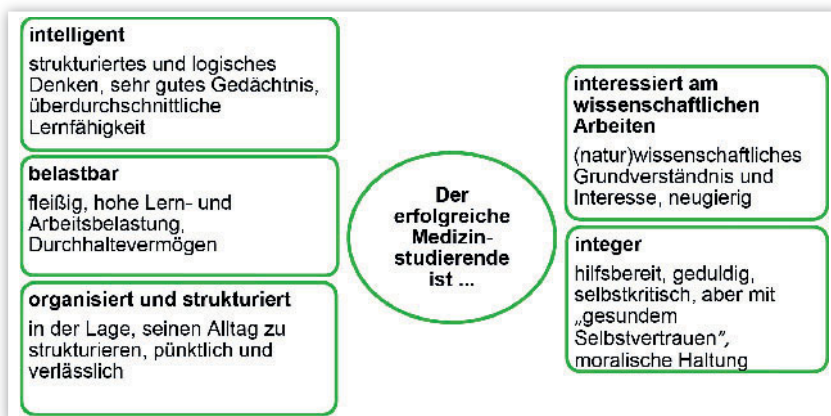 intelligent
strukturiertes und logisches
Denken, sehr gutes Gedächtnis,
überdurchschnittliche
Lernfähigkeit
belastbar
fleißig, hohe Lern- und
Arbeitsbelastung,
Durchhaltevermögen
organisiert und strukturiert
in der Lage, seinen Alltag zu
strukturieren, pünktlich und
verlässlich
Der
erfolgreiche
Medizin-
studierende
ist ...
interessiert am
wissenschaftlichen
Arbeiten
(natur)wissenschaftliches
Grundverständnis und
Interesse, neugierig
integer
hilfsbereit, geduldig,
selbstkritisch, aber mit
„gesundem
Selbstvertrauen“,
moralische Haltung